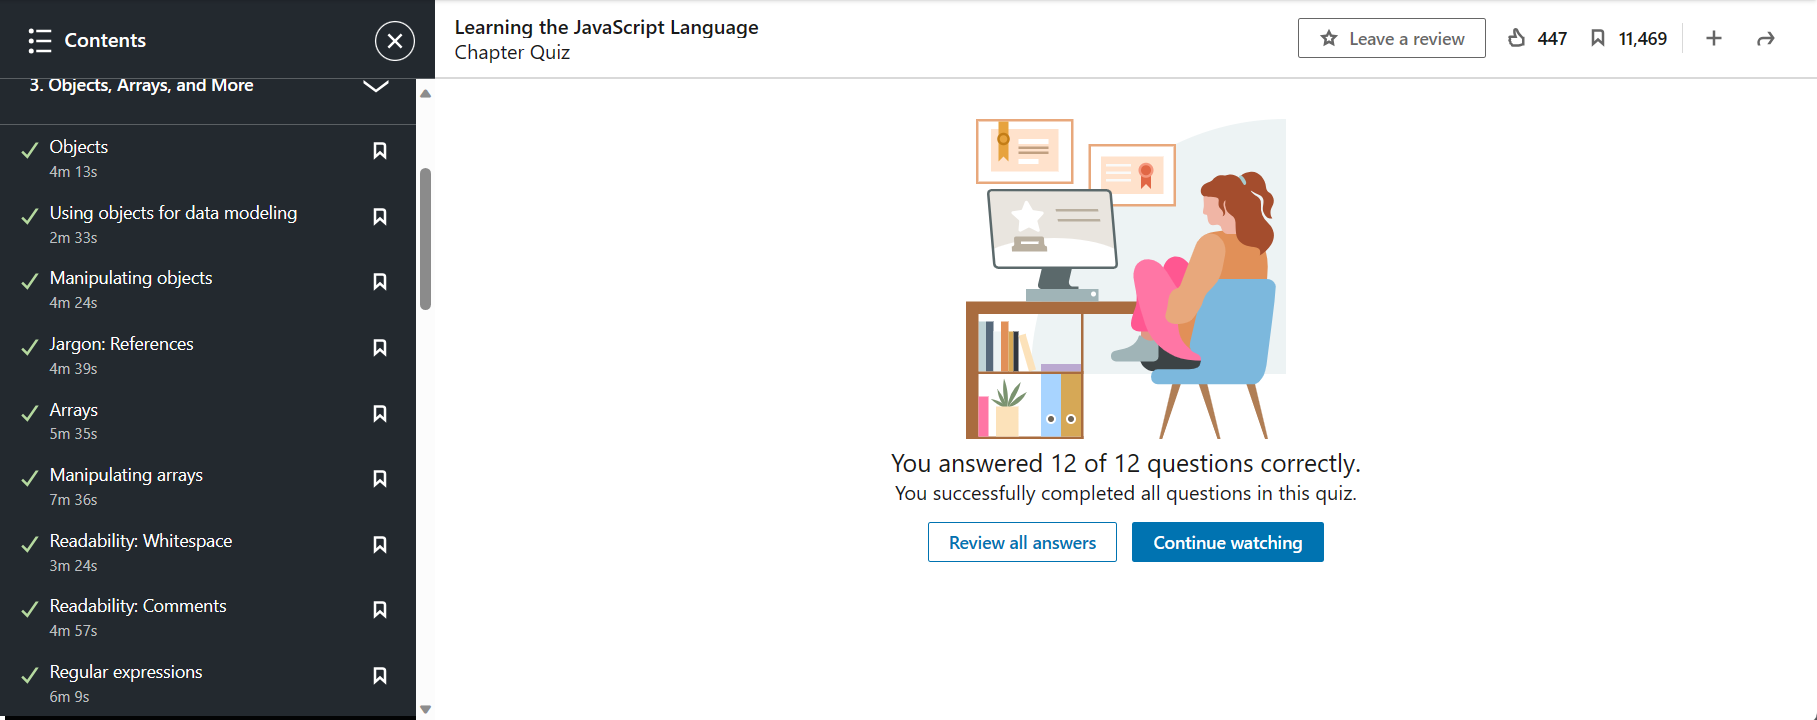 Contents
3. Objects, Arrays, and More
Objects
4m 13s
Using objects for data modeling
2m 33s
Manipulating objects
4m 24s
Jargon: References
4m 39s
Arrays
5m 35s
Manipulating arrays
7m 36s
Readability: Whitespace
3m 24s
Readability: Comments
4m 57s
Regular expressions
6m 9s
Learning the JavaScript Language
Chapter Quiz
Leave a review
447
11,469
You answered 12 of 12 questions correctly.
You successfully completed all questions in this quiz.
Review all answers
Continue watching